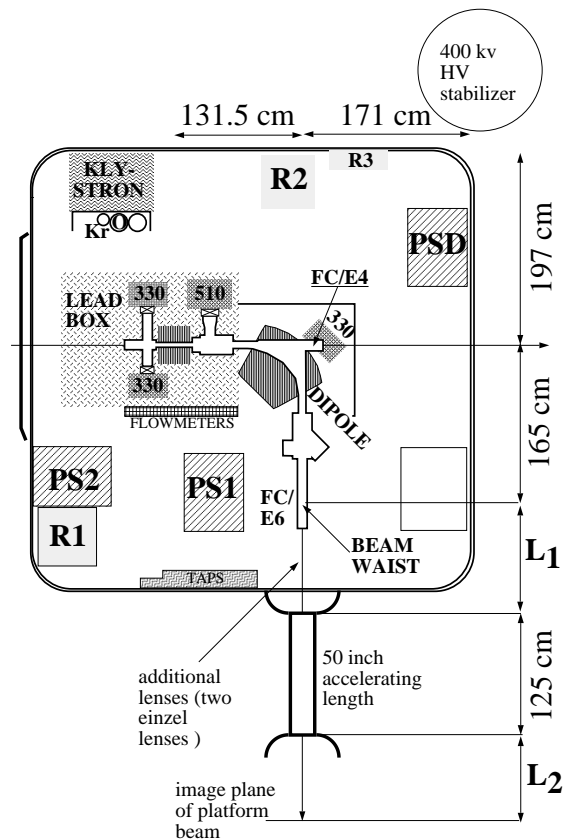 400 kv
HV
stabilizer
131.5 cm
171 cm
R3
KLY-
STRON
R2
Kr
PSD
197 cm
FC/E4
330
510
LEAD
BOX
330
330
DIPOLE
FLOWMETERS
165 cm
PS2
PS1
FC/
E6
R1
BEAM
WAIST
L1
TAPS
50 inch
accelerating
length
125 cm
additional
lenses (two
einzel
lenses )
L2
image plane
of platform
beam